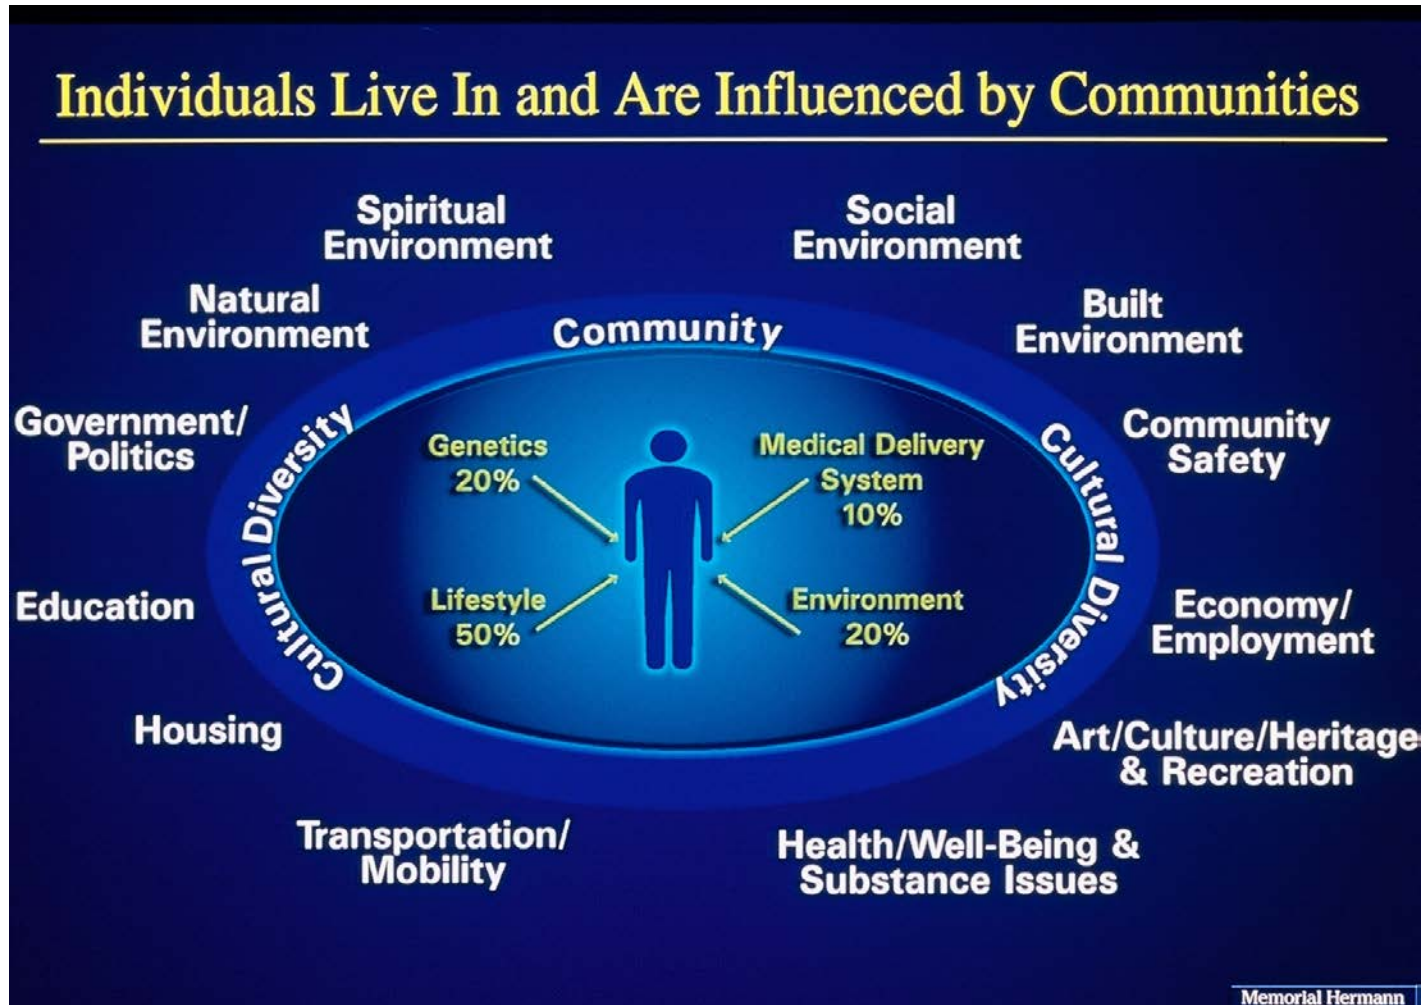 Individuals Live In and Are Influenced by Communities
Spiritual
Environment
Social
Environment
Natural
Environment
Built
Environment
Community
Government/
Politics
Community
Safety
Cultural Diversity
Cultural Diversity
Genetics
20%
Medical Delivery
System
10%
Lifestyle
50%
Environment
20%
Education
Economy/
Employment
Housing
Art/Culture/Heritage
& Recreation
Transportation/
Mobility
Health/Well-Being &
Substance Issues
Memorial Hermann